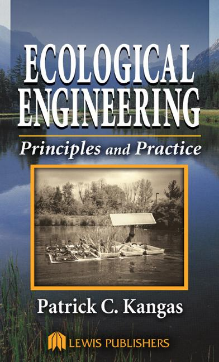 ECOLOGICAL
ENGINEERING
Principles and Practice
Patrick C. Kangas
LEWIS PUBLISHERS